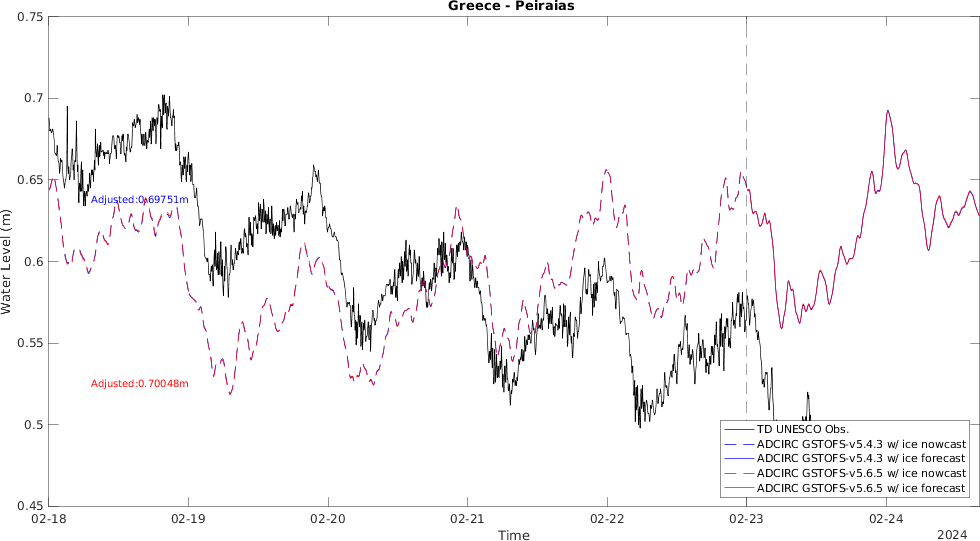 Greece - Peiraias
0.75
0.7
0.65
0.6
0.55
0.5
0.45
Water Level (m)
Adjusted:0.69751m
Adjusted:0.70048m
TD UNESCO Obs.
ADCIRC GSTOFS-v5.4.3 w/ ice nowcast
ADCIRC GSTOFS-v5.4.3 w/ ice forecast
ADCIRC GSTOFS-v5.6.5 w/ ice nowcast
ADCIRC GSTOFS-v5.6.5 w/ ice forecast
02-18 02-19 02-20 02-21 02-22 02-23 02-24
Time
2024